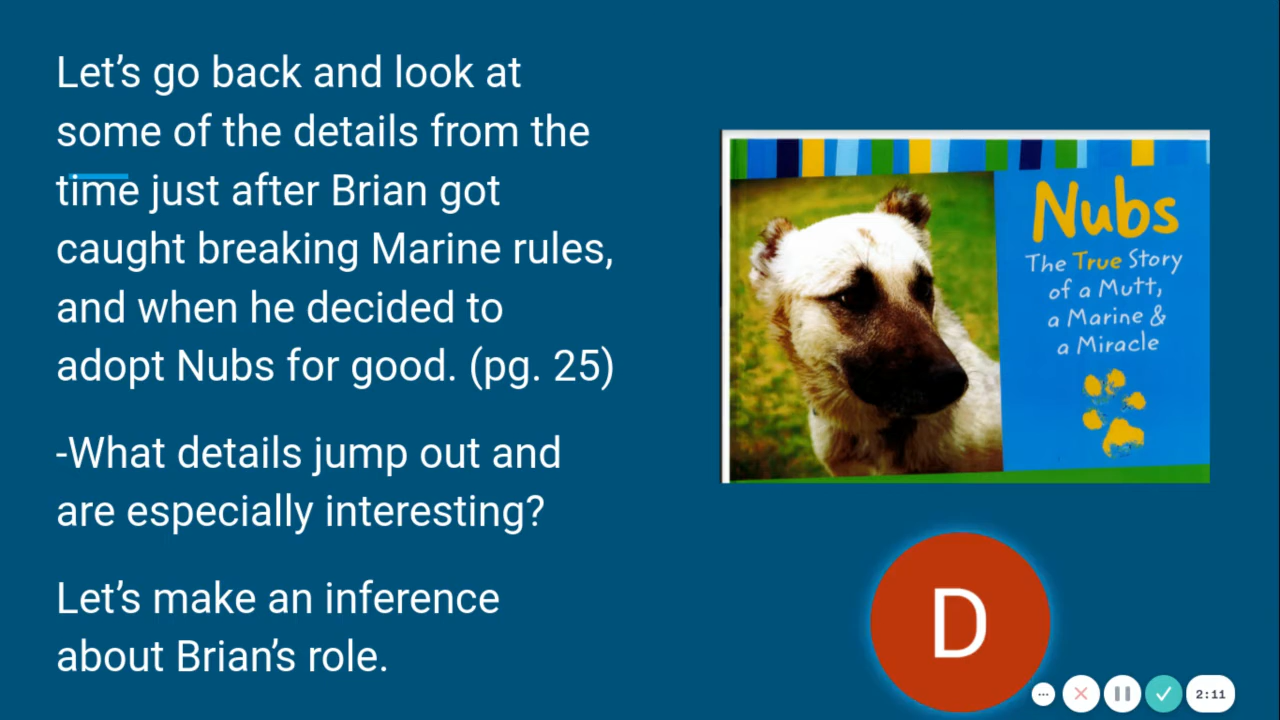 Let’s go back and look at
some of the details from the
time just after Brian got
caught breaking Marine rules,
and when he decided to
adopt Nubs for good. (pg. 25)
-What details jump out and
are especially interesting?
Let’s make an inference
about Brian’s role.
Nubs
The True Story
of a Mutt,
a Marine &
a Miracle
D
2:11